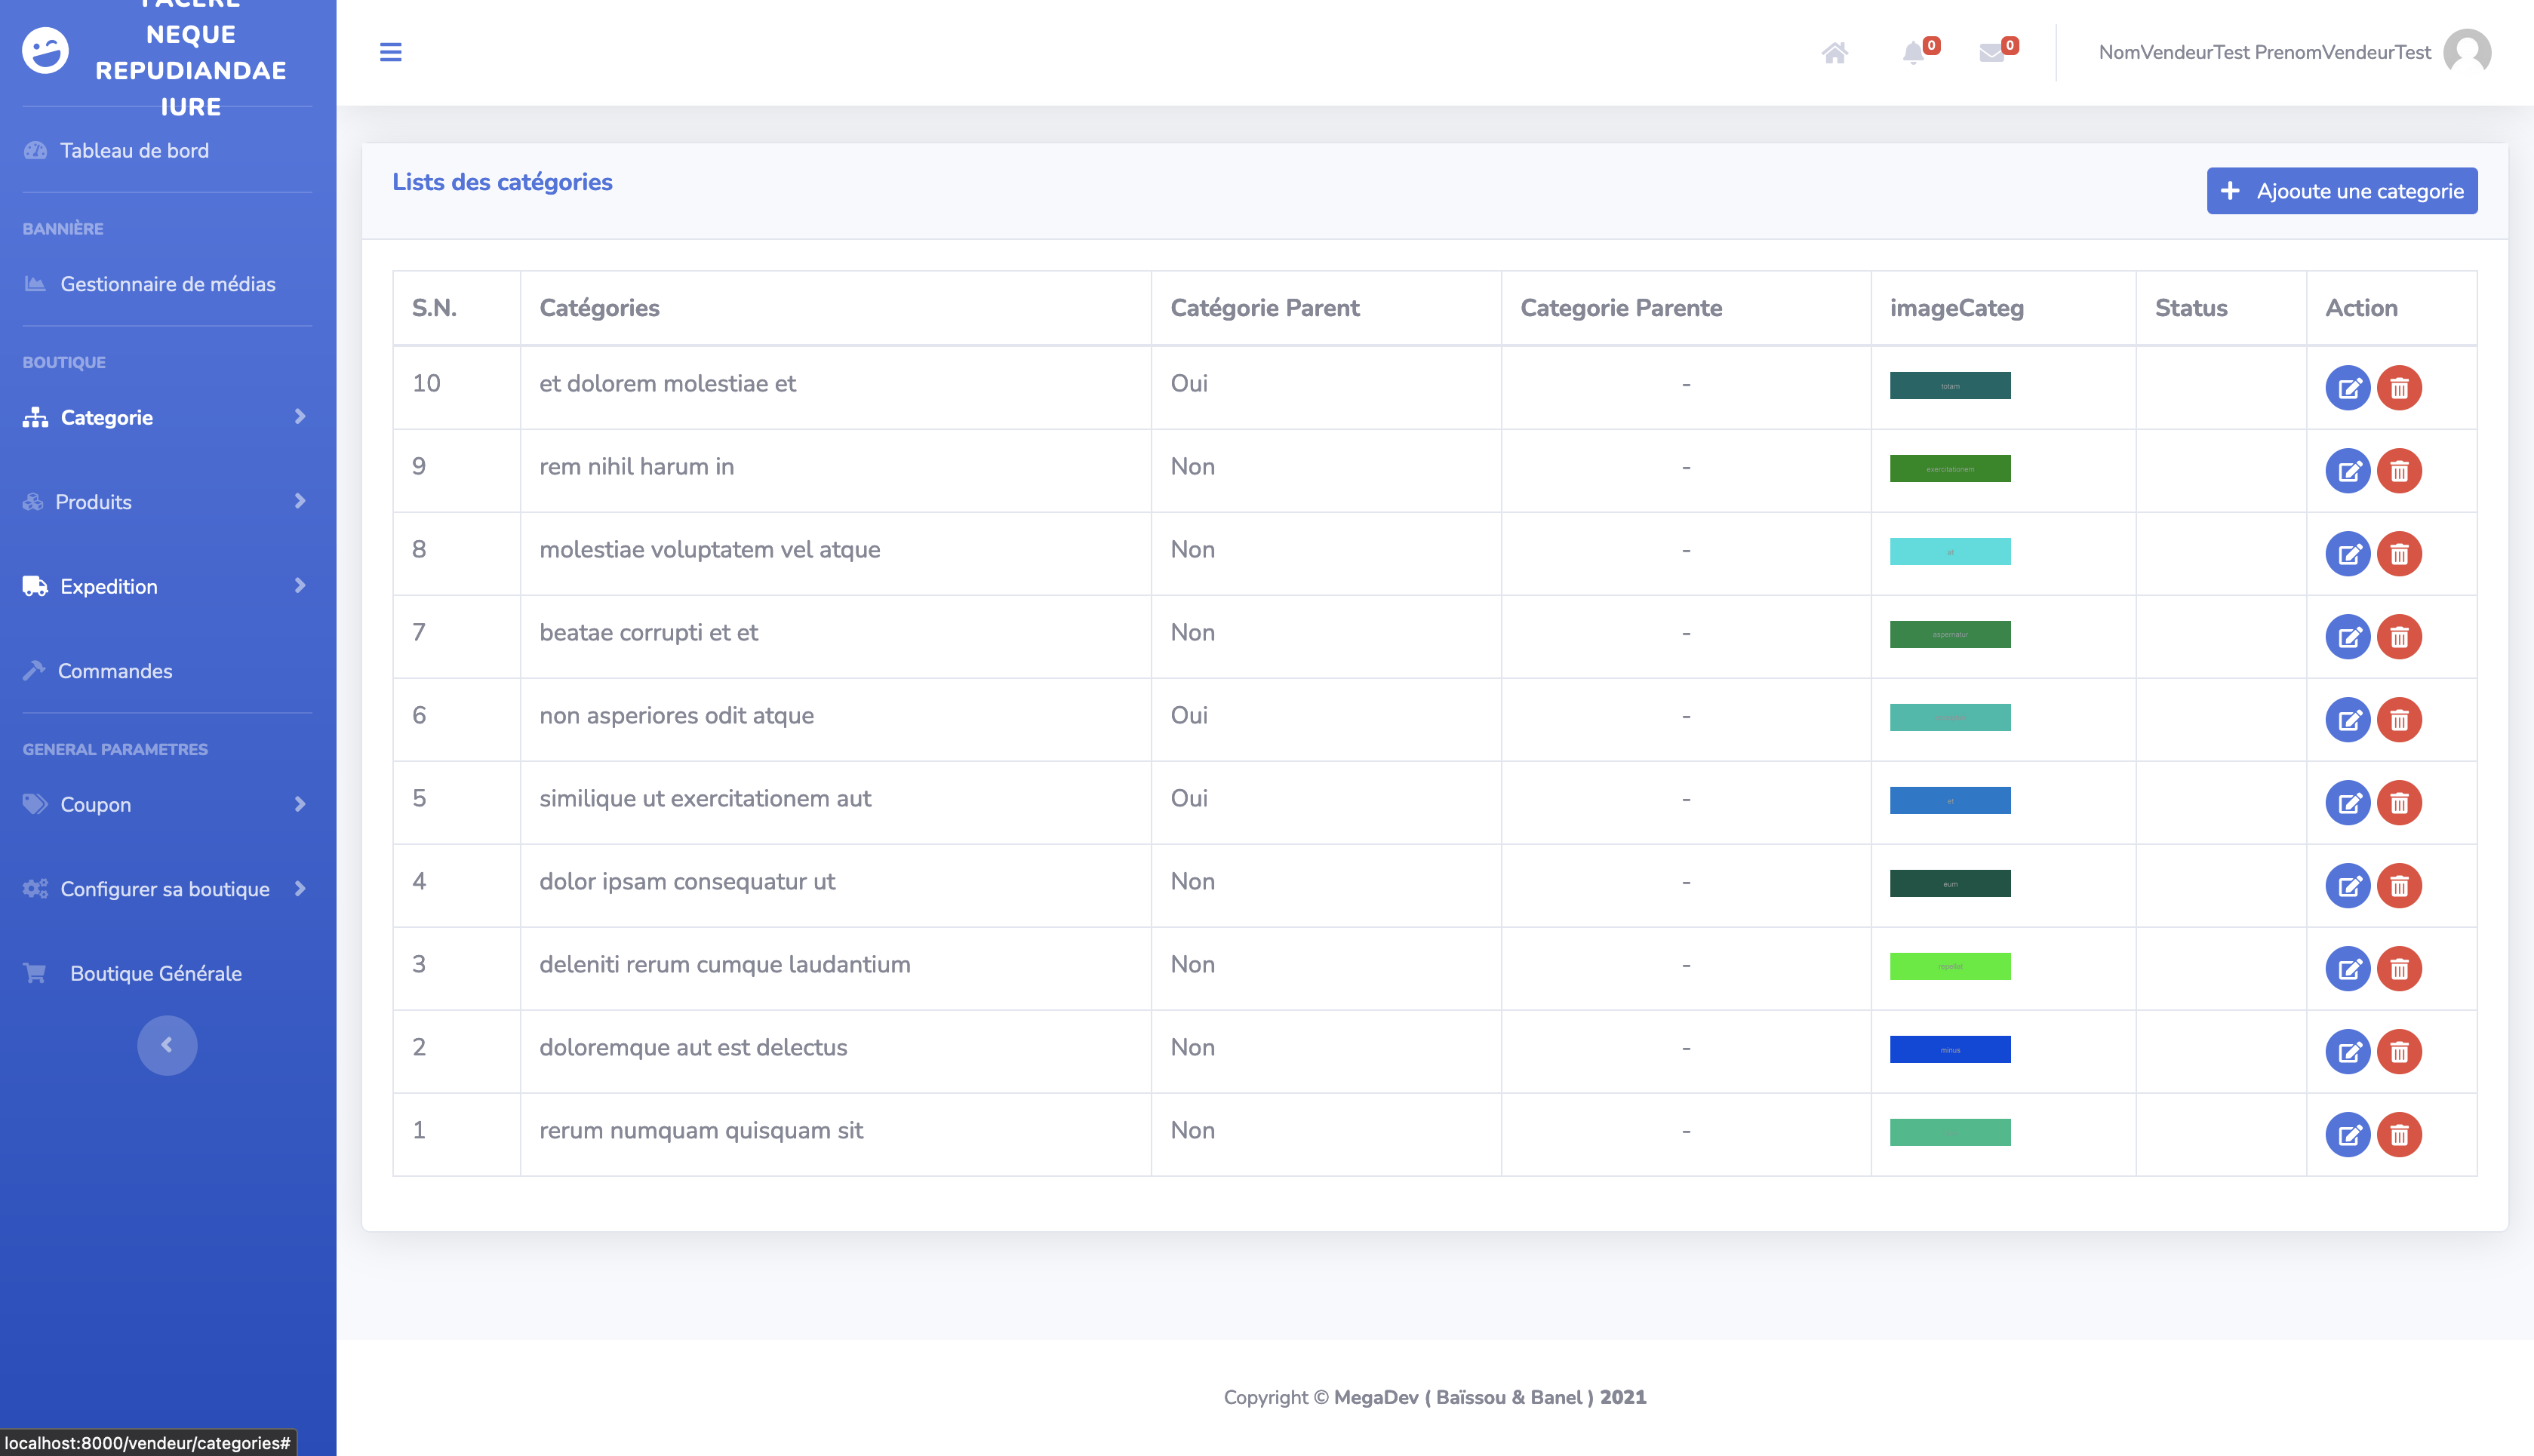 FACERE
NEQUE
REPUDIANDAE
IURE
0
0
NomVendeurTest PrenomVendeurTest
Tableau de bord
BANNIÈRE
Gestionnaire de médias
BOUTIQUE
Categorie
Produits
Expedition
Commandes
GENERAL PARAMETRES
Coupon
Configurer sa boutique
Boutique Générale
Lists des catégories
Ajooute une categorie
S.N. Catégories Catégorie Parent Categorie Parente imageCateg Status Action
10 et dolorem molestiae et Oui - totam
9 rem nihil harum in Non - exercitationem
8 molestiae voluptatem vel atque Non -
7 beatae corrupti et et Non - aspernatur
6 non asperiores odit atque Oui -
5 similique ut exercitationem aut Oui - et
4 dolor ipsam consequatur ut Non - eum
3 deleniti rerum cumque laudantium Non - repellat
2 doloremque aut est delectus Non - minus
1 rerum numquam quisquam sit Non -
Copyright © MegaDev ( Baïssou & Banel ) 2021
localhost:8000/vendeur/categories#